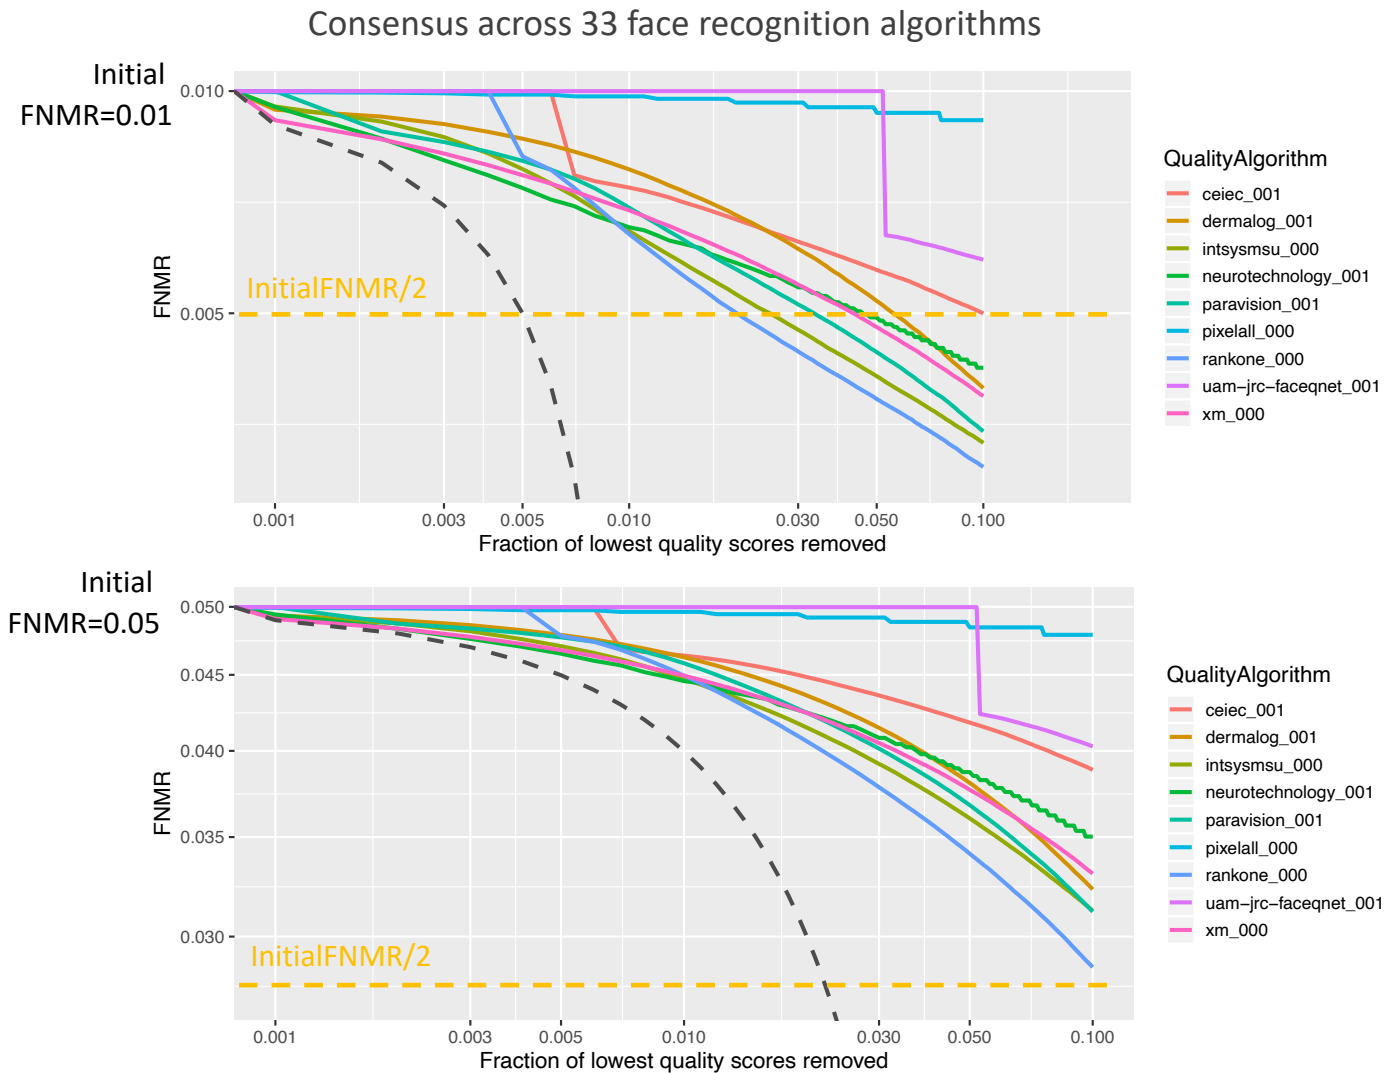 Consensus across 33 face recognition algorithms
Initial
FNMR=0.01
FNMR
0.010
0.005
InitialFNMR/2
0.001
0.003
0.005
0.010
0.030
0.050
0.100
Fraction of lowest quality scores removed
QualityAlgorithm
ceiec_001
dermalog_001
intsysmsu_000
neurotechnology_001
paravision_001
pixelall_000
rankone_000
uam-jrc-faceqnet_001
xm_000
Initial
FNMR=0.05
FNMR
0.050
0.045
0.040
0.035
0.030
InitialFNMR/2
0.001
0.003
0.005
0.010
0.030
0.050
0.100
Fraction of lowest quality scores removed
QualityAlgorithm
ceiec_001
dermalog_001
intsysmsu_000
neurotechnology_001
paravision_001
pixelall_000
rankone_000
uam-jrc-faceqnet_001
xm_000